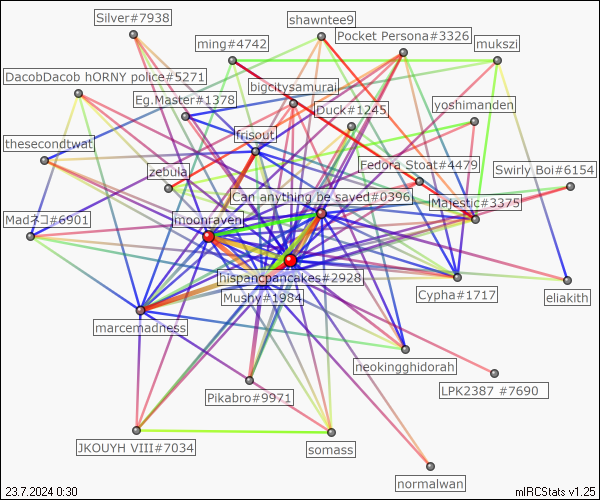 Silver#7938
shawntee9
Pocket Persona#3326
ming#4742
mukszi
DacobDacob hORNY police#5271
bigcitysamurai
Eg.Master#1378
Duck#1245
yoshimanden
frisout
thesecondtwat
Fedora Stoat#4479
zebula
Swirly Boi#6154
Can anything be saved#0396
Majestic#3375
Madネコ#6901
moonraven
hispancpancakes#2928
Cypha#1717
eliakith
Mushy#1984
marcemadness
neokingghidorah
LPK2387 #7690
Pikabro#9971
JKOUYH VIII#7034
somass
normalwan
23.7.2024 0:30
mIRCStats v1.25